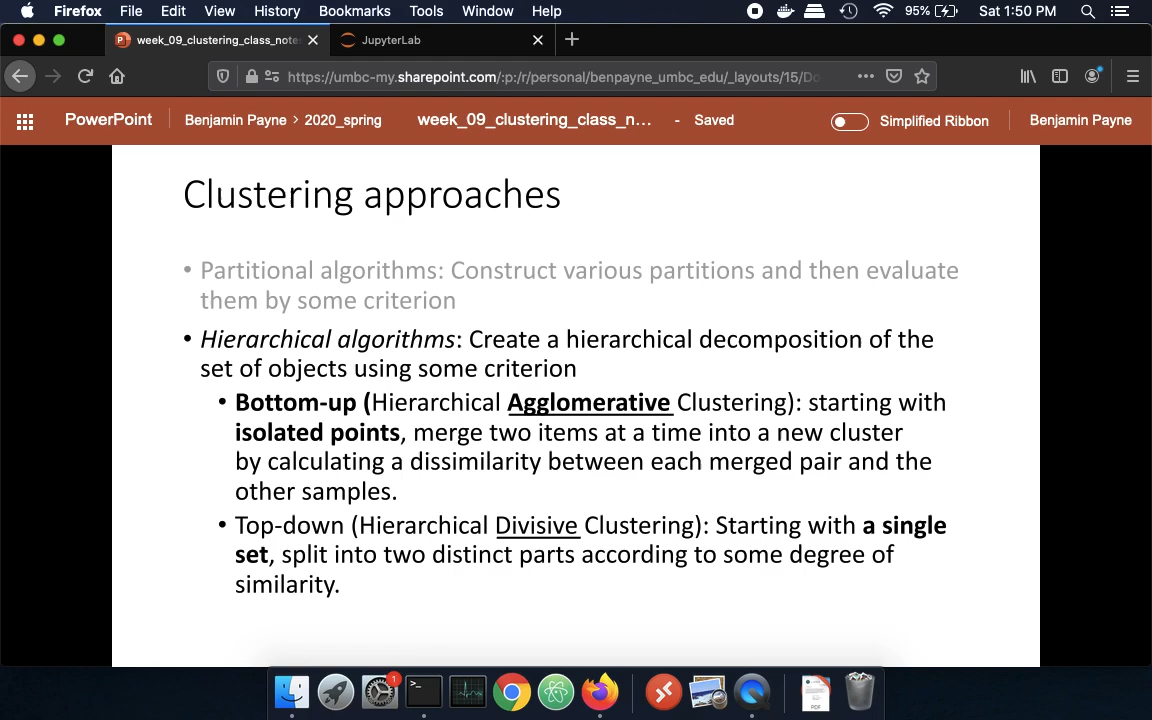 Firefox File Edit View History Bookmarks Tools Window Help 95% Sat 1:50 PM
week_09_clustering_class_note JupyterLab
https://umbc-my.sharepoint.com/:p:/r/personal/benpayne_umbc_edu/_layouts/15/Do
PowerPoint Benjamin Payne > 2020_spring week_09_clustering_class_n... - Saved Simplified Ribbon Benjamin Payne
Clustering approaches
• Partitional algorithms: Construct various partitions and then evaluate
them by some criterion
• Hierarchical algorithms: Create a hierarchical decomposition of the
set of objects using some criterion
• Bottom-up (Hierarchical Agglomerative Clustering): starting with
isolated points, merge two items at a time into a new cluster
by calculating a dissimilarity between each merged pair and the
other samples.
• Top-down (Hierarchical Divisive Clustering): Starting with a single
set, split into two distinct parts according to some degree of
similarity.
1
PDF